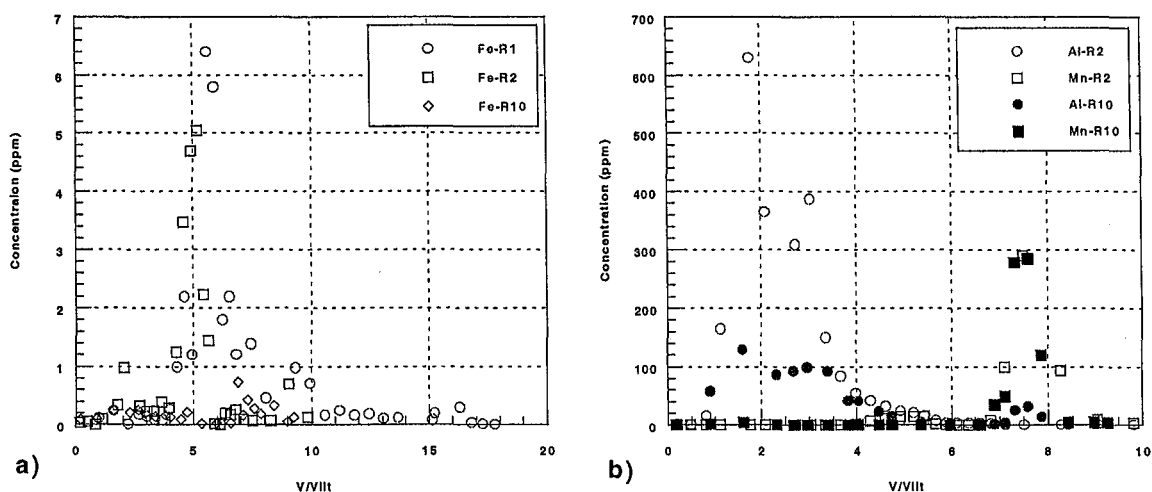 7
6
5
4
3
2
1
0
Concentraion (ppm)
0 5 10 15 20
V/Vllt
Fe-R1
Fe-R2
Fe-R10
a)
700
600
500
400
300
200
100
0
Concentration (ppm)
0 2 4 6 8 10
V/Vllt
Al-R2
Mn-R2
Al-R10
Mn-R10
b)